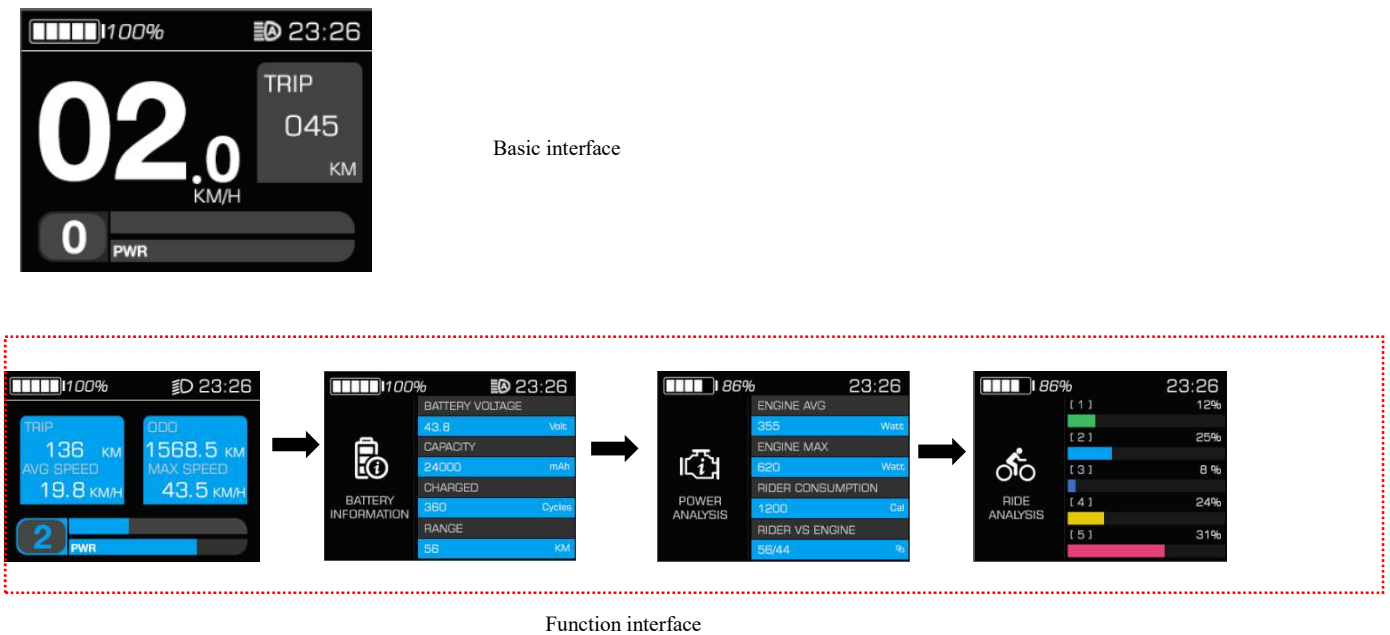 100% 23:26
TRIP
02.0
045
KM
KM/H
0
PWR
Basic interface
100% 23:26
TRIP ODO
136 KM 1568.5 KM
AVG SPEED MAX SPEED
19.8 KM/H 43.5 KM/H
2
PWR
100% 23:26
BATTERY VOLTAGE
43.8 Volt
CAPACITY
24000 mAh
CHARGED
360 Cycles
RANGE
56 KM
BATTERY
INFORMATION
86% 23:26
ENGINE AVG
355 Watt
ENGINE MAX
620 Watt
RIDER CONSUMPTION
1200 Cal
RIDER VS ENGINE
56/44 %
POWER
ANALYSIS
86% 23:26
[1] 12%
[2] 25%
[3] 8 %
[4] 24%
[5] 31%
RIDE
ANALYSIS
Function interface